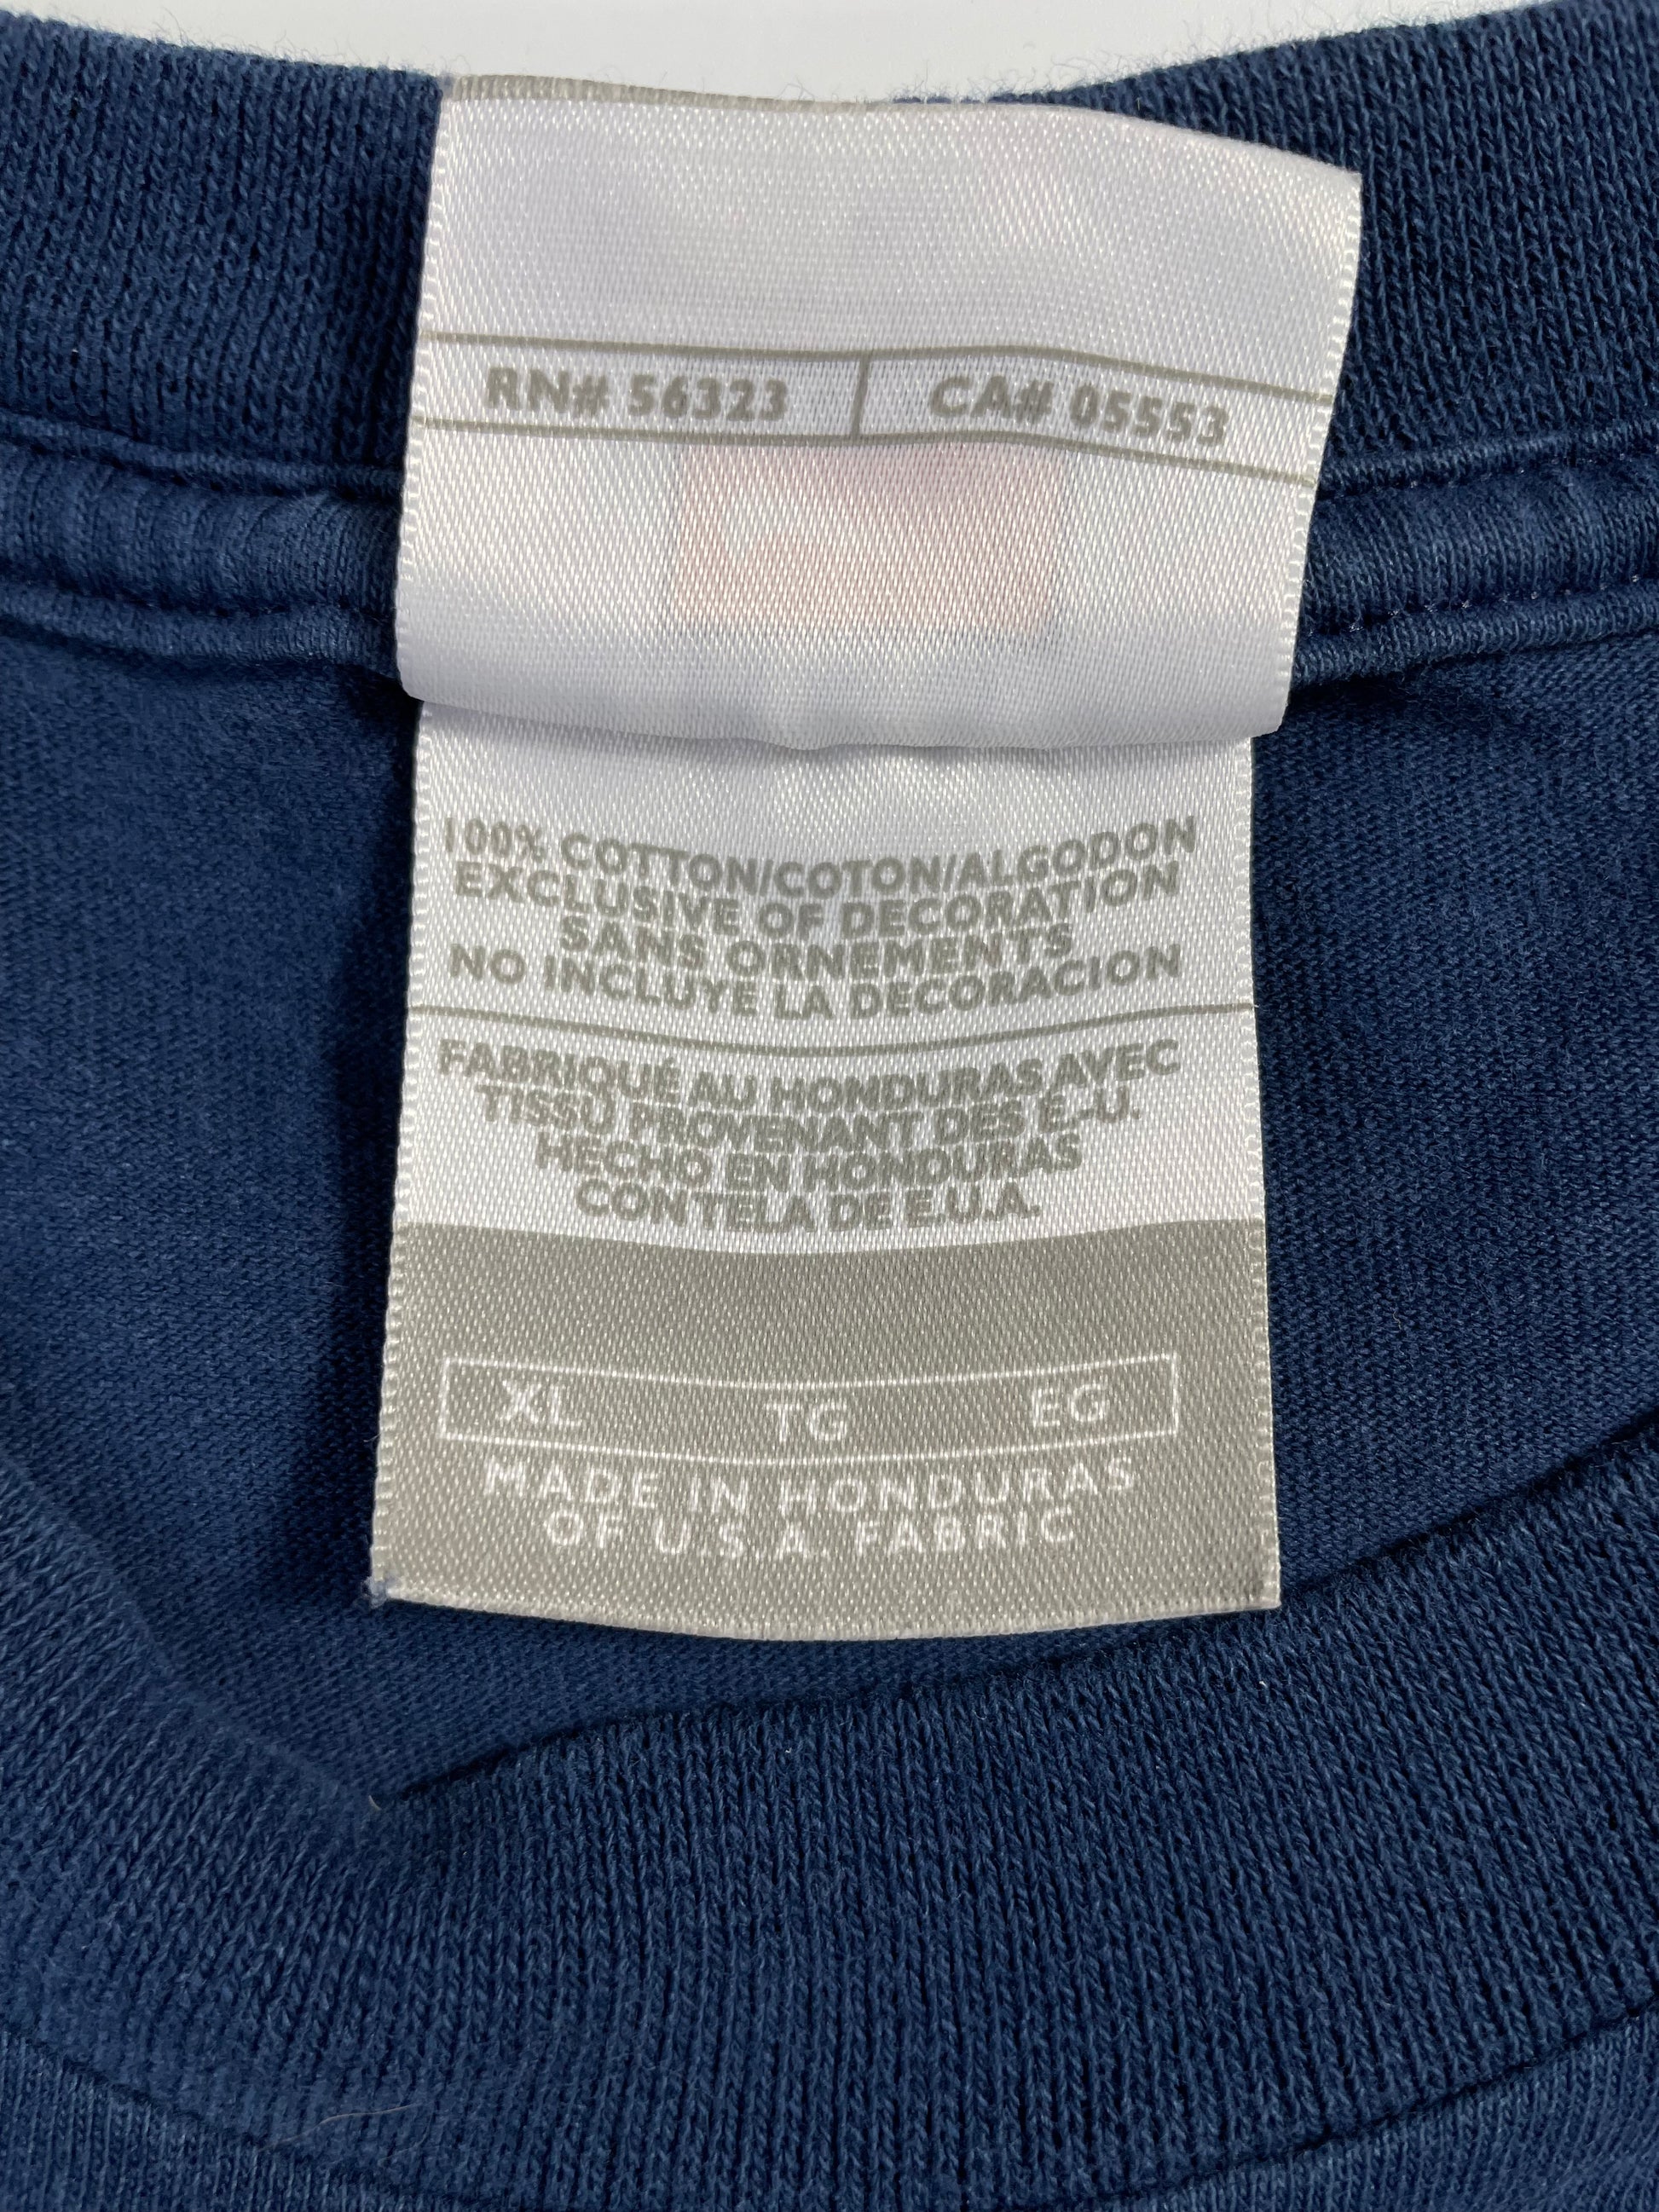 RN# 56323 CA# 05553
100% COTTON/COTON/ALGODON
EXCLUSIVE OF DECORATION
SANS ORNEMENTS
NO INCLUYE LA DECORACION
FABRIQUÉ AU HONDURAS AVEC
TISSU PROVENANT DES É.-U.
HECHO EN HONDURAS
CON TELA DE E.U.A.
XL TG EG
MADE IN HONDURAS
OF U.S.A. FABRIC